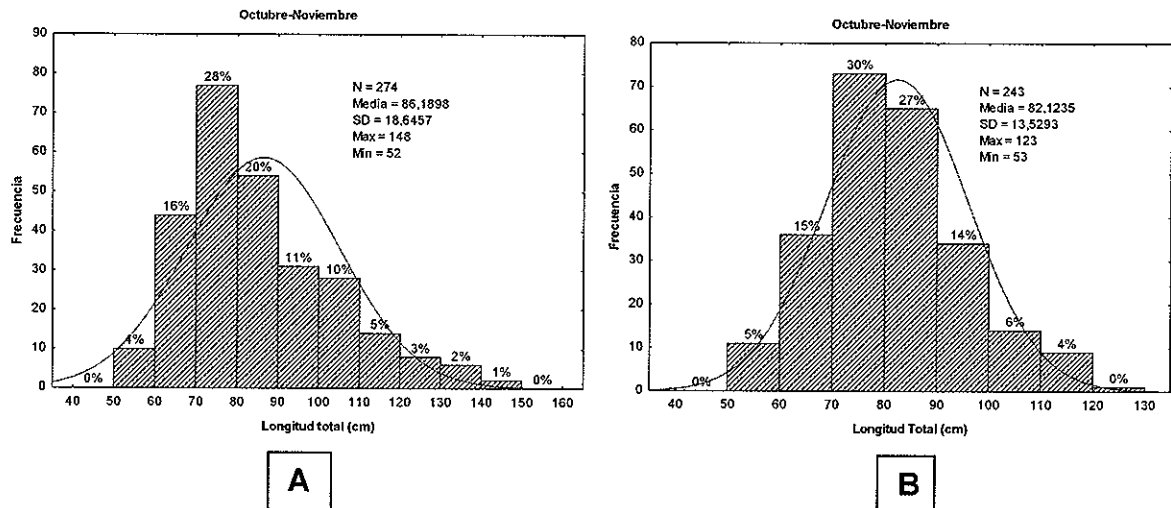 Octubre-Noviembre
90
80
70
60
50
40
30
20
10
0
Frecuencia
0%
4%
16%
28%
20%
11%
10%
5%
3%
2%
1%
0%
N = 274
Media = 86,1898
SD = 18,6457
Max = 148
Min = 52
40 50 60 70 80 90 100 110 120 130 140 150 160
Longitud total (cm)
A
Octubre-Noviembre
80
70
60
50
40
30
20
10
0
Frecuencia
0%
5%
15%
30%
27%
14%
6%
4%
0%
N = 243
Media = 82,1235
SD = 13,5293
Max = 123
Min = 53
40 50 60 70 80 90 100 110 120 130
Longitud Total (cm)
B